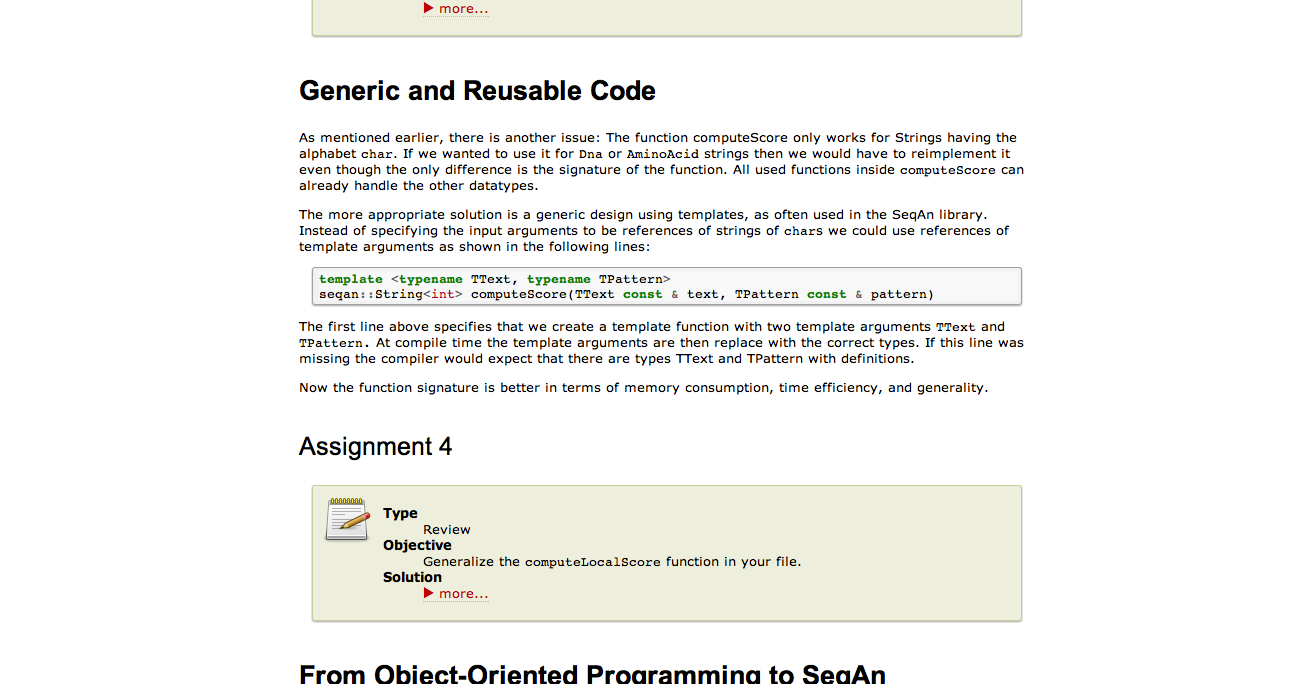 ▶ more...
Generic and Reusable Code
As mentioned earlier, there is another issue: The function computeScore only works for Strings having the
alphabet char. If we wanted to use it for Dna or AminoAcid strings then we would have to reimplement it
even though the only difference is the signature of the function. All used functions inside computeScore can
already handle the other datatypes.
The more appropriate solution is a generic design using templates, as often used in the SeqAn library.
Instead of specifying the input arguments to be references of strings of chars we could use references of
template arguments as shown in the following lines:
template <typename TText, typename TPattern>
seqan::String<int> computeScore(TText const & text, TPattern const & pattern)
The first line above specifies that we create a template function with two template arguments TText and
TPattern. At compile time the template arguments are then replace with the correct types. If this line was
missing the compiler would expect that there are types TText and TPattern with definitions.
Now the function signature is better in terms of memory consumption, time efficiency, and generality.
Assignment 4
Type
Review
Objective
Generalize the computeLocalScore function in your file.
Solution
▶ more...
From Object-Oriented Programming to SeqAn